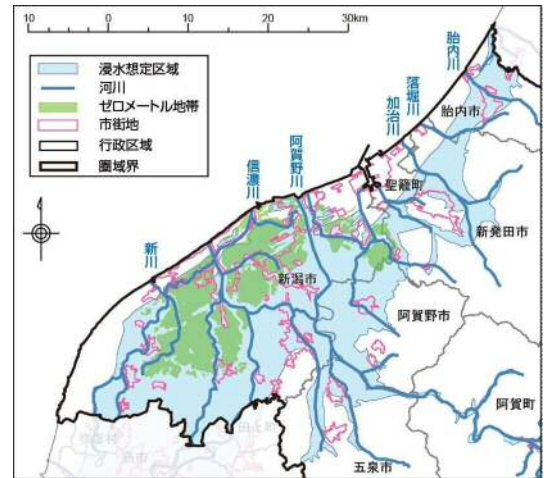 10 0 10 20 30km
浸水想定区域
河川
ゼロメートル地帯
市街地
行政区域
圏域界
胎内川
落堀川
加治川
阿賀野川
信濃川
新川
胎内市
聖籠町
新発田市
新潟市
阿賀野市
阿賀町
五泉市
田上町